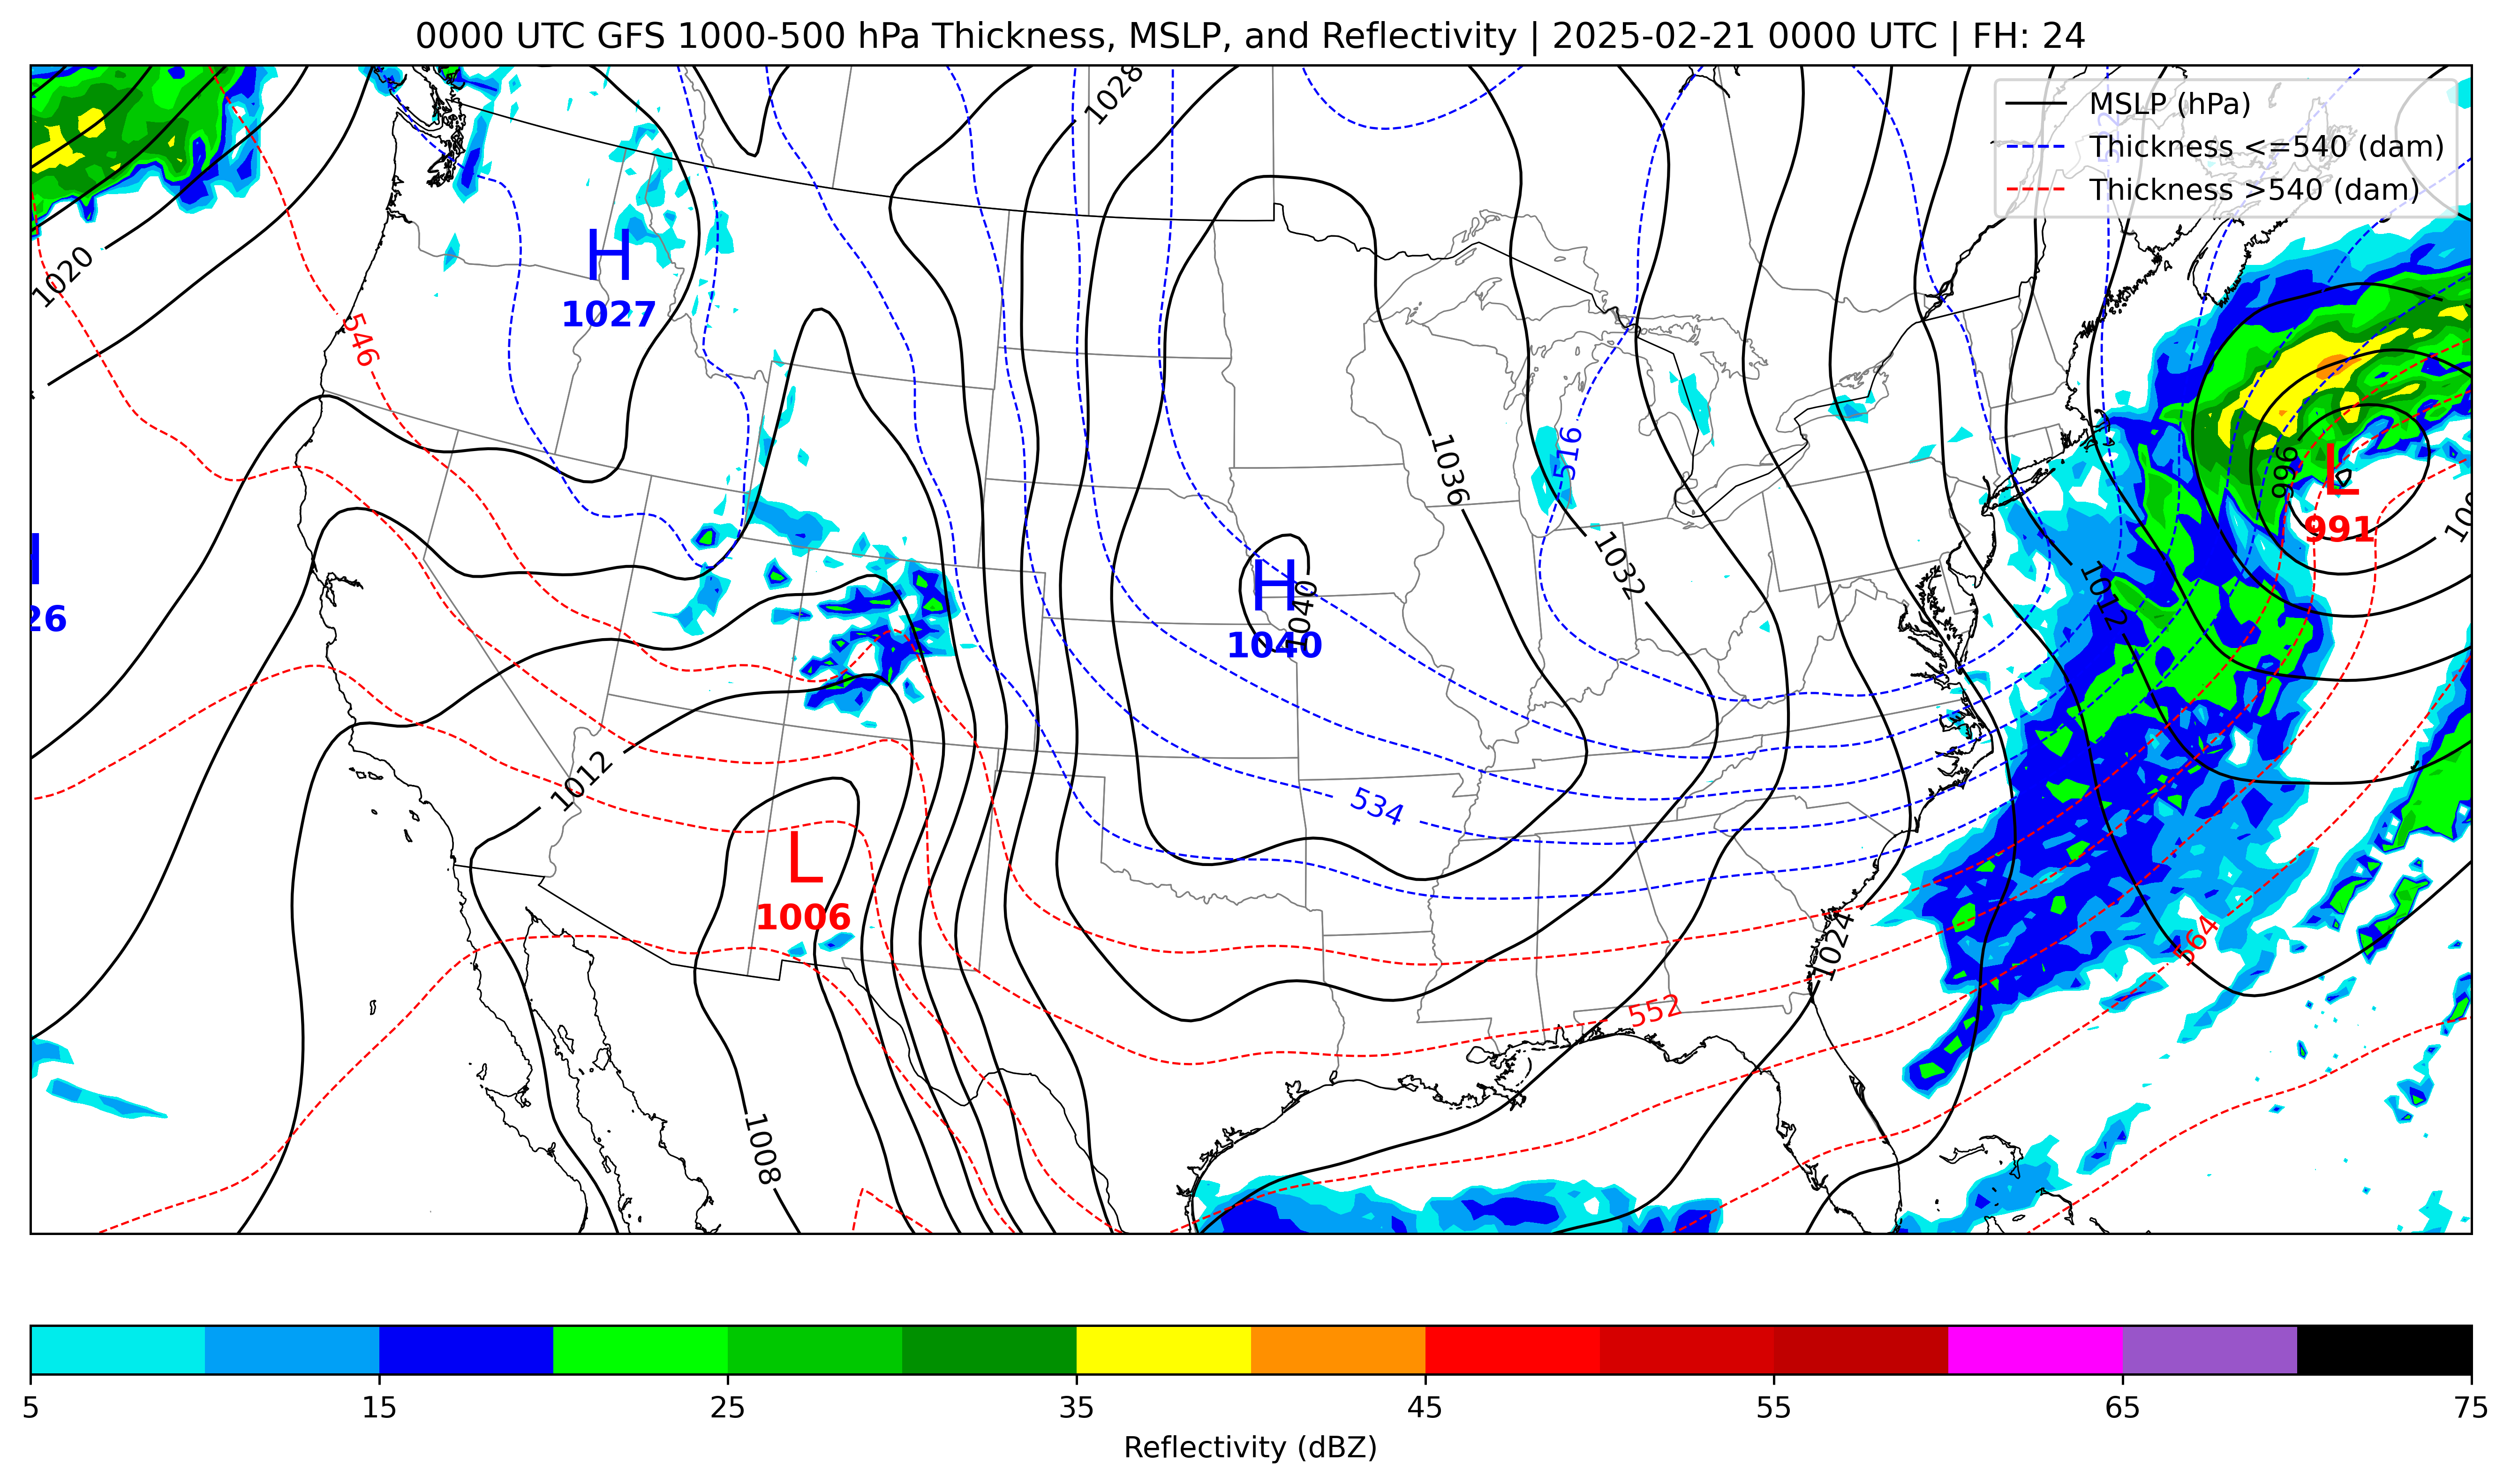 0000 UTC GFS 1000-500 hPa Thickness, MSLP, and Reflectivity | 2025-02-21 0000 UTC | FH: 24
MSLP (hPa)
Thickness <=540 (dam)
Thickness >540 (dam)
1028
1020
H
1027
546
1036
516
996
L
991
1032
H
1040
1040
1012
26
1012
534
L
1006
1024
564
552
1008
5 15 25 35 45 55 65 75
Reflectivity (dBZ)